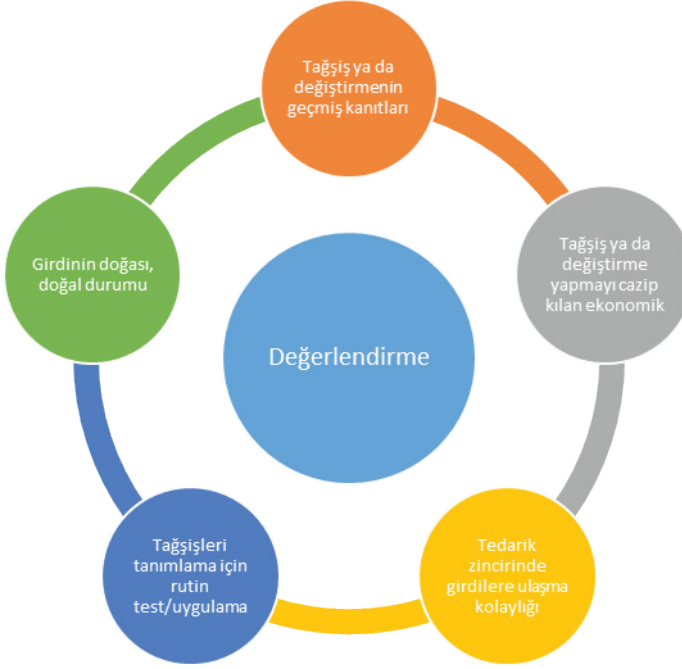 Tağşiş ya da
değiştirmenin
geçmiş kanıtları
Tağşiş ya da
değiştirme
yapmayı cazip
kılan ekonomik
Tedarik
zincirinde
girdilere ulaşma
kolaylığı
Tağşişleri
tanımlama için
rutin
test/uygulama
Girdinin doğası,
doğal durumu
Değerlendirme